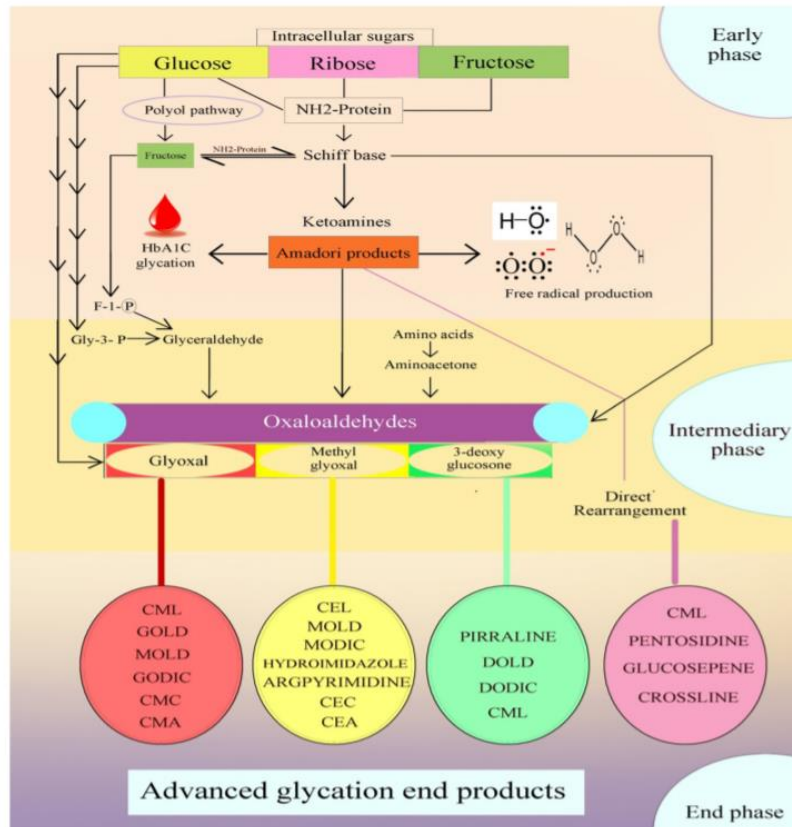 Intracellular sugars
Early
phase
Glucose
Ribose
Fructose
Polyol pathway
NH2-Protein
Fructose
NH2-Protein
Schiff base
Ketoamines
HbA1C
glycation
Amadori products
H-O
O O −
H O O H
Free radical production
F-1-P
Gly-3- P
Glyceraldehyde
Amino acids
Aminoacetone
Oxaloaldehydes
Intermediary
phase
Glyoxal
Methyl
glyoxal
3-deoxy
glucosone
Direct
Rearrangement
CML
GOLD
MOLD
GODIC
CMC
CMA
CEL
MOLD
MODIC
HYDROIMIDAZOLE
ARGPYRIMIDINE
CEC
CEA
PIRRALINE
DOLD
DODIC
CML
CML
PENTOSIDINE
GLUCOSEPENE
CROSSLINE
Advanced glycation end products
End phase